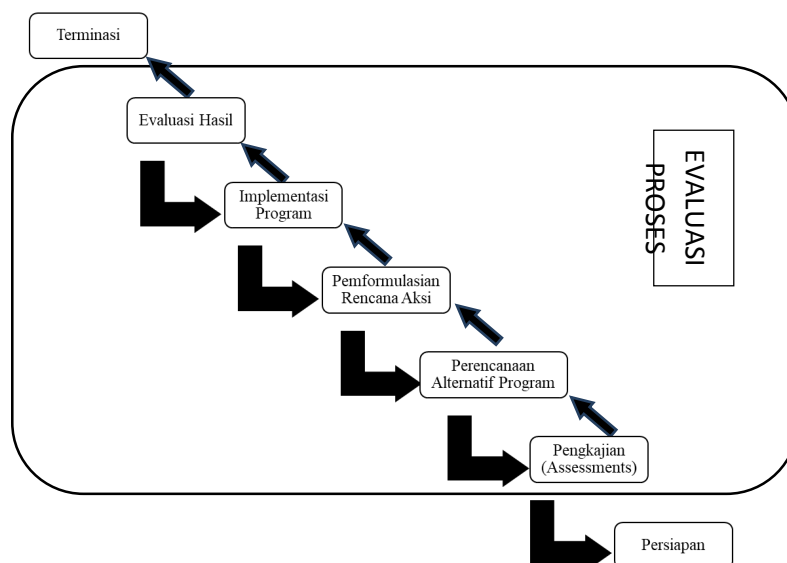 Terminasi
Evaluasi Hasil
EVALUASI
PROSES
Implementasi
Program
Pemformulasian
Rencana Aksi
Perencanaan
Alternatif Program
Pengkajian
(Assessments)
Persiapan